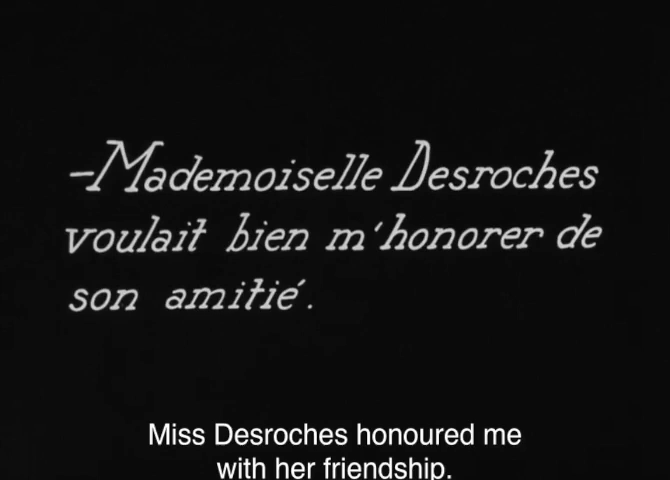 -Mademoiselle Desroches
voulait bien m'honorer de
son amitié.
Miss Desroches honoured me
with her friendship.